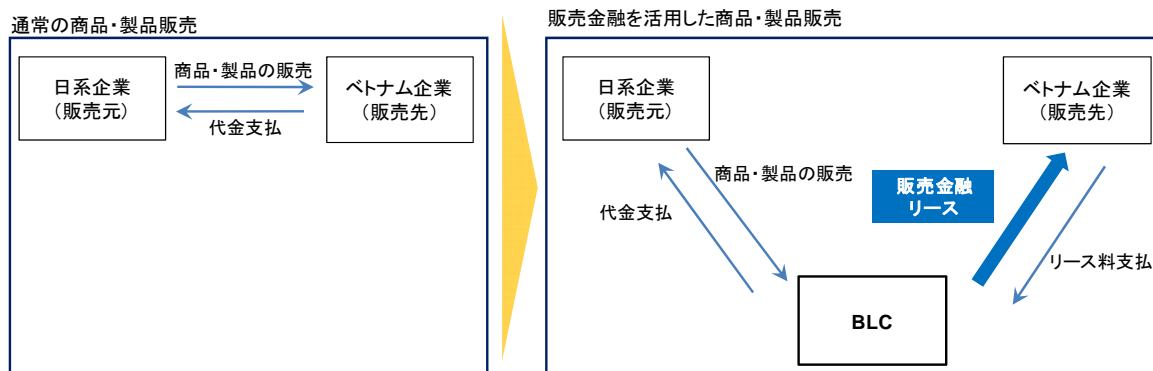 通常の商品・製品販売
日系企業
(販売元)
商品・製品の販売
代金支払
ベトナム企業
(販売先)
販売金融を活用した商品・製品販売
日系企業
(販売元)
ベトナム企業
(販売先)
商品・製品の販売
代金支払
販売金融
リース
リース料支払
BLC